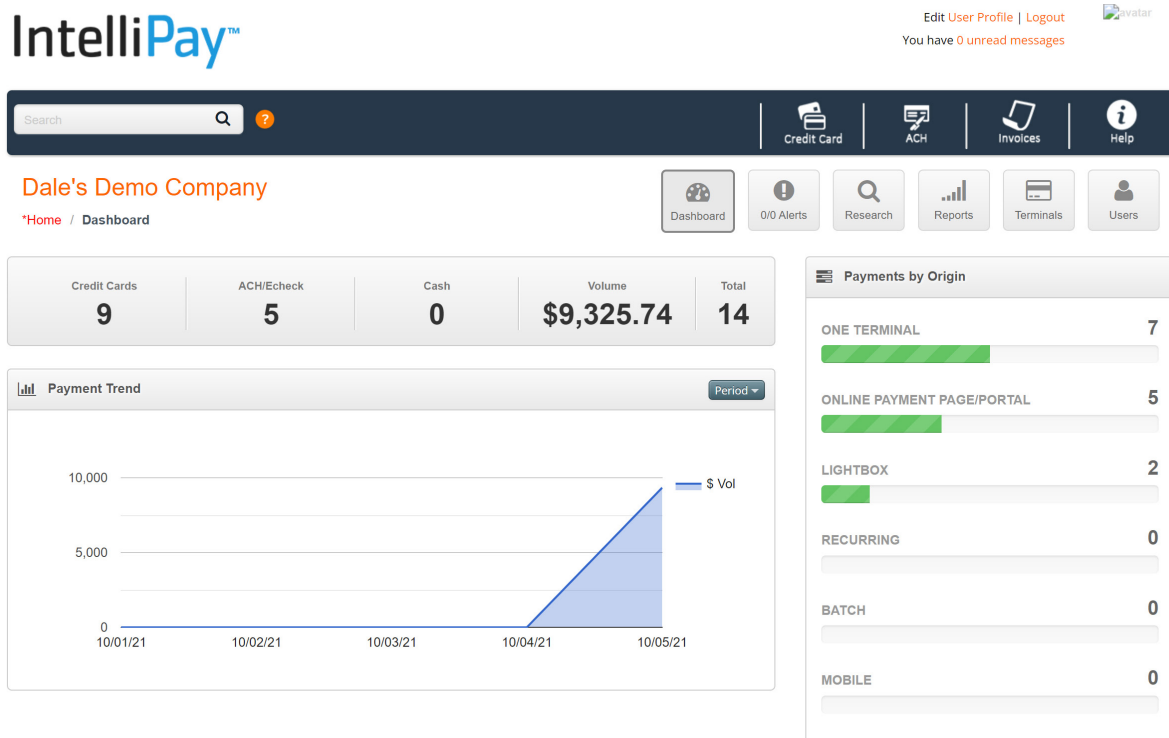 IntelliPay™
Edit User Profile | Logout
avatar
You have 0 unread messages
Search
?
Credit Card
ACH
Invoices
Help
Dale's Demo Company
*Home / Dashboard
Dashboard
0/0 Alerts
Research
Reports
Terminals
Users
Credit Cards
9
ACH/Echeck
5
Cash
0
Volume
$9,325.74
Total
14
Payment Trend
Period
10,000
5,000
0
$ Vol
10/01/21
10/02/21
10/03/21
10/04/21
10/05/21
Payments by Origin
ONE TERMINAL 7
ONLINE PAYMENT PAGE/PORTAL 5
LIGHTBOX 2
RECURRING 0
BATCH 0
MOBILE 0